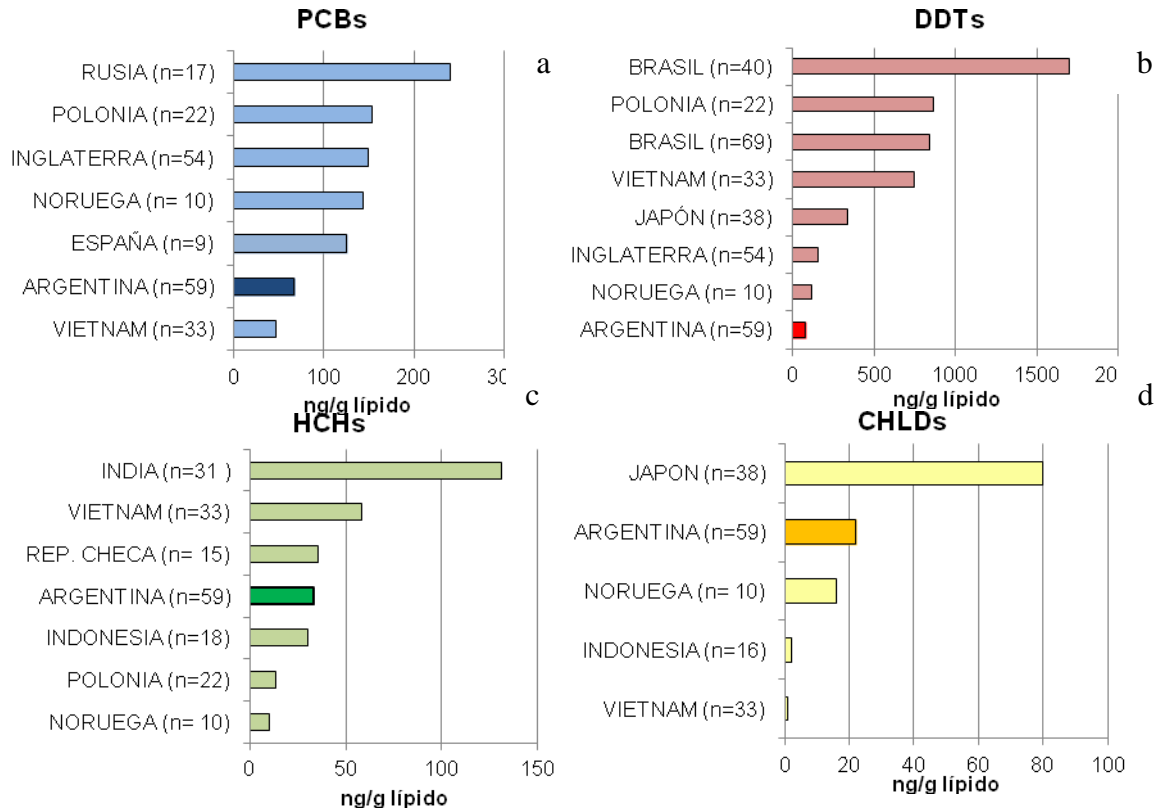 PCBs
a
RUSIA (n=17)
POLONIA (n=22)
INGLATERRA (n=54)
NORUEGA (n= 10)
ESPAÑA (n=9)
ARGENTINA (n=59)
VIETNAM (n=33)
0 100 200 30
ng/g lípido
DDTs
b
BRASIL (n=40)
POLONIA (n=22)
BRASIL (n=69)
VIETNAM (n=33)
JAPÓN (n=38)
INGLATERRA (n=54)
NORUEGA (n= 10)
ARGENTINA (n=59)
0 500 1000 1500 20
ng/g lípido
c
HCHs
INDIA (n=31 )
VIETNAM (n=33)
REP. CHECA (n= 15)
ARGENTINA (n=59)
INDONESIA (n=18)
POLONIA (n=22)
NORUEGA (n= 10)
0 50 100 150
ng/g lípido
d
CHLDs
JAPON (n=38)
ARGENTINA (n=59)
NORUEGA (n= 10)
INDONESIA (n=16)
VIETNAM (n=33)
0 20 40 60 80 100
ng/g lípido